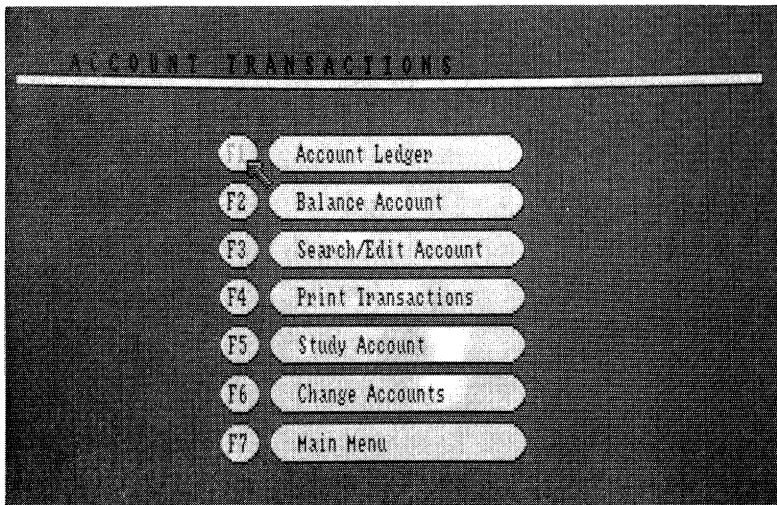 ACCOUNT TRANSACTIONS
F1 Account Ledger
F2 Balance Account
F3 Search/Edit Account
F4 Print Transactions
F5 Study Account
F6 Change Accounts
F7 Main Menu